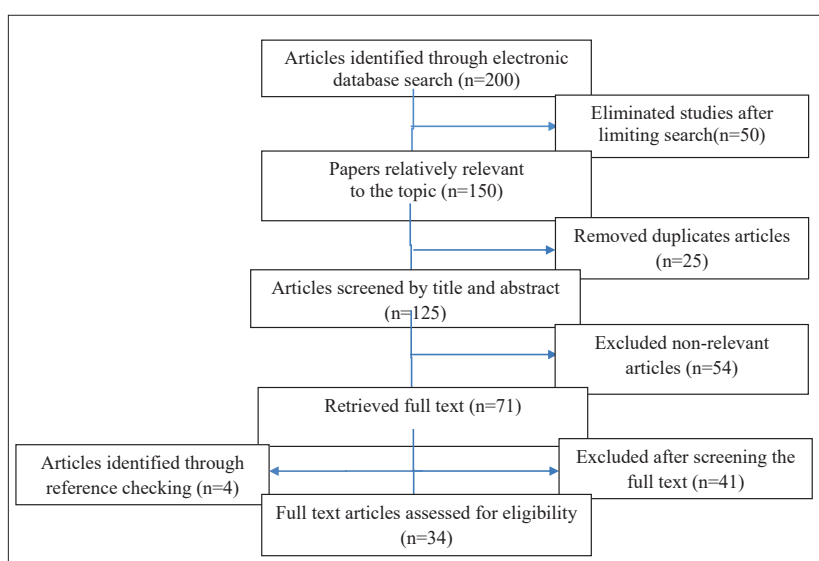 Articles identified through electronic
database search (n=200)
Eliminated studies after
limiting search(n=50)
Papers relatively relevant
to the topic (n=150)
Removed duplicates articles
(n=25)
Articles screened by title and abstract
(n=125)
Excluded non-relevant
articles (n=54)
Retrieved full text (n=71)
Articles identified through
reference checking (n=4)
Excluded after screening the
full text (n=41)
Full text articles assessed for eligibility
(n=34)